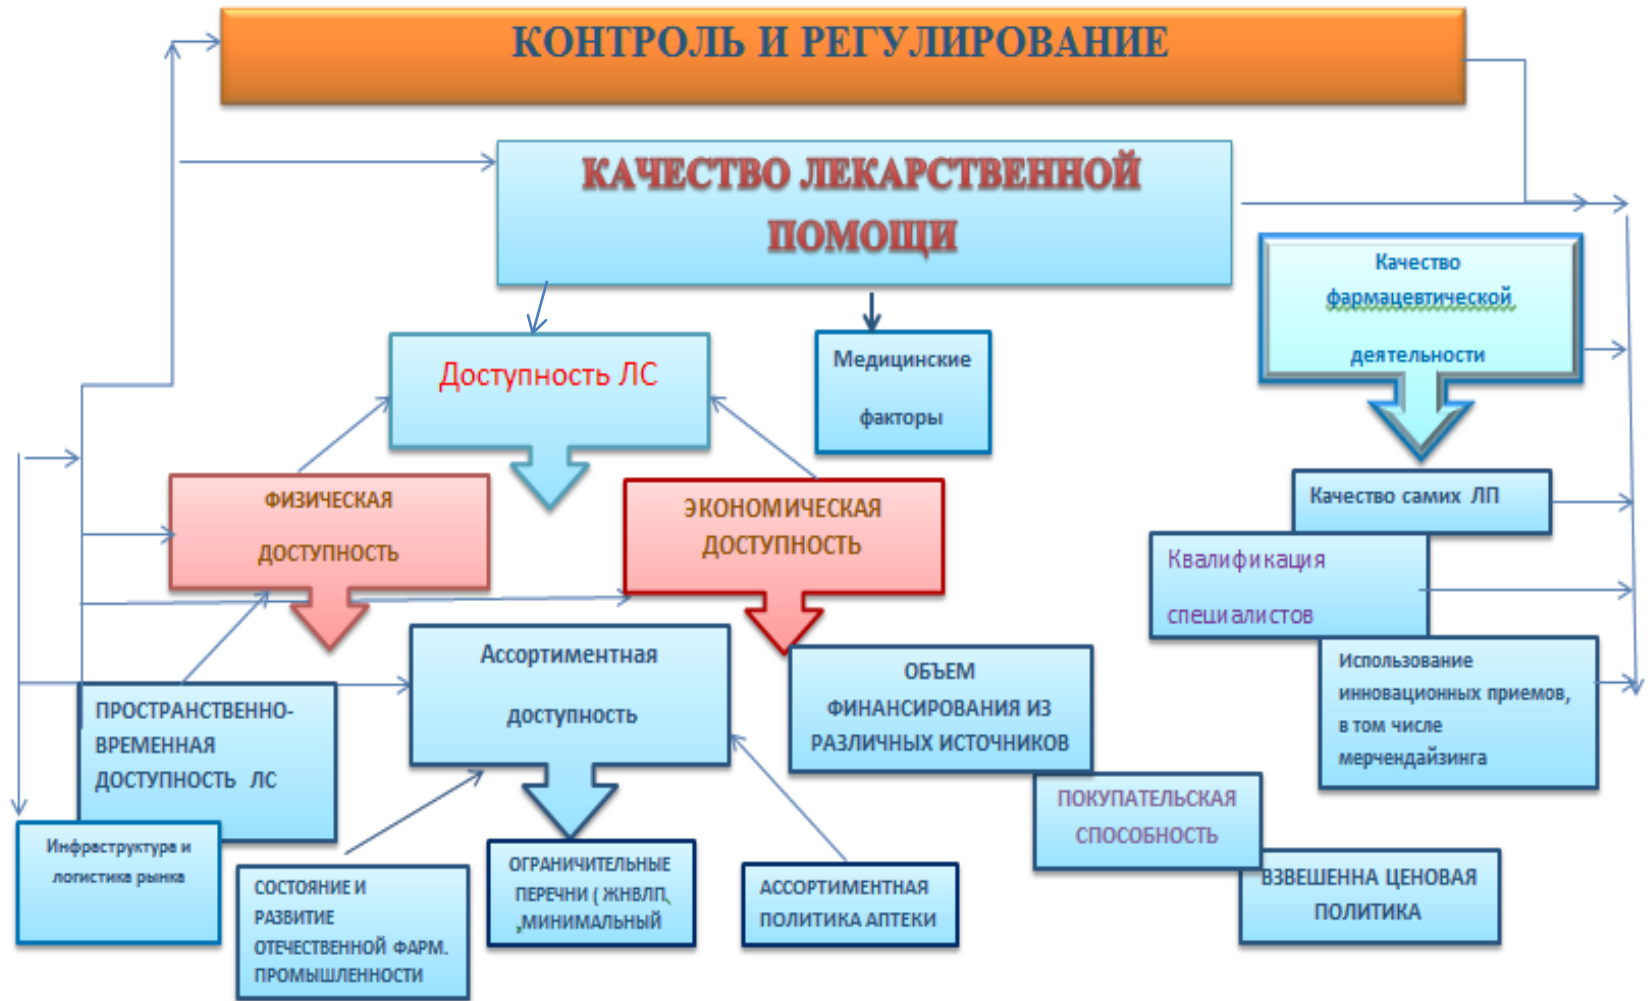 КОНТРОЛЬ И РЕГУЛИРОВАНИЕ
КАЧЕСТВО ЛЕКАРСТВЕННОЙ
ПОМОЩИ
Качество
фармацевтической
деятельности
Доступность ЛС
Медицинские
факторы
ФИЗИЧЕСКАЯ
ДОСТУПНОСТЬ
ЭКОНОМИЧЕСКАЯ
ДОСТУПНОСТЬ
Качество самих ЛП
Квалификация
специалистов
Использование
инновационных приемов,
в том числе
мерчендайзинга
Ассортиментная
доступность
ОБЪЕМ
ФИНАНСИРОВАНИЯ ИЗ
РАЗЛИЧНЫХ ИСТОЧНИКОВ
ПРОСТРАНСТВЕННО-
ВРЕМЕННАЯ
ДОСТУПНОСТЬ ЛС
ПОКУПАТЕЛЬСКАЯ
СПОСОБНОСТЬ
Инфраструктура и
логистика рынка
СОСТОЯНИЕ И
РАЗВИТИЕ
ОТЕЧЕСТВЕННОЙ ФАРМ.
ПРОМЫШЛЕННОСТИ
ОГРАНИЧИТЕЛЬНЫЕ
ПЕРЕЧНИ ( ЖНВЛП,
,МИНИМАЛЬНЫЙ
АССОРТИМЕНТНАЯ
ПОЛИТИКА АПТЕКИ
ВЗВЕШЕННА ЦЕНОВАЯ
ПОЛИТИКА